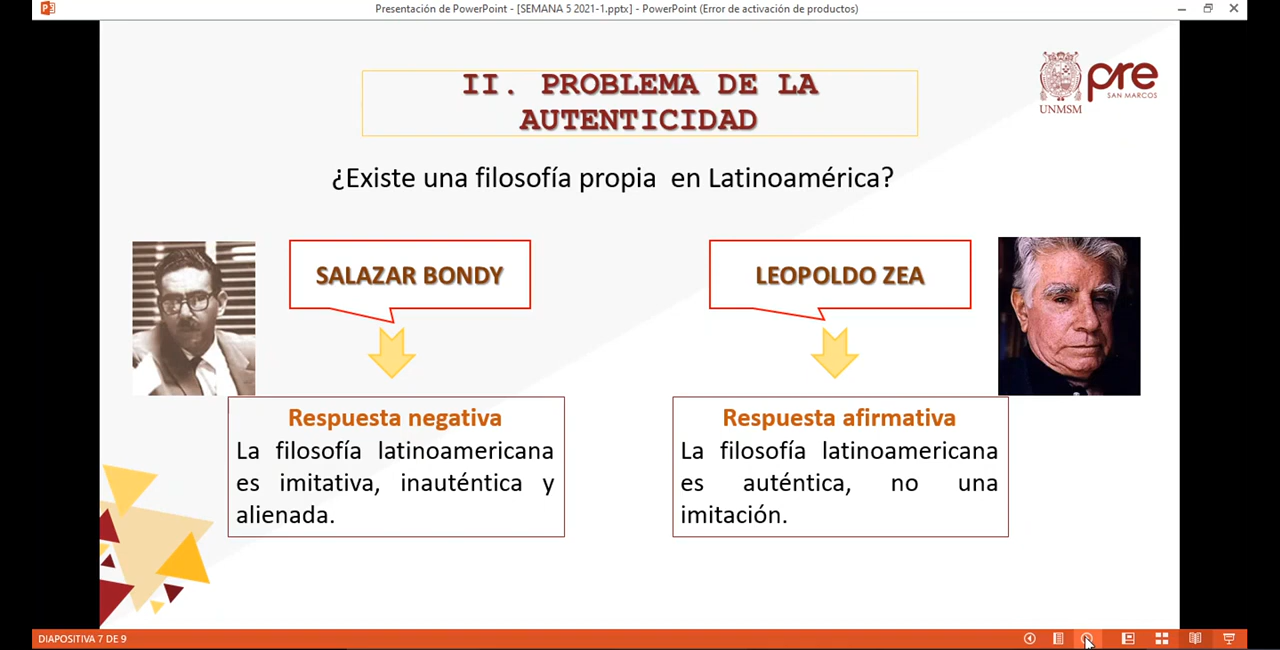 Presentación de PowerPoint - [SEMANA 5 2021-1.pptx] - PowerPoint (Error de activación de productos)
II. PROBLEMA DE LA
AUTENTICIDAD
pre
SAN MARCOS
UNMSM
¿Existe una filosofía propia en Latinoamérica?
SALAZAR BONDY
LEOPOLDO ZEA
Respuesta negativa
La filosofía latinoamericana
es imitativa, inauténtica y
alienada.
Respuesta afirmativa
La filosofía latinoamericana
es auténtica, no una
imitación.
DIAPOSITIVA 7 DE 9